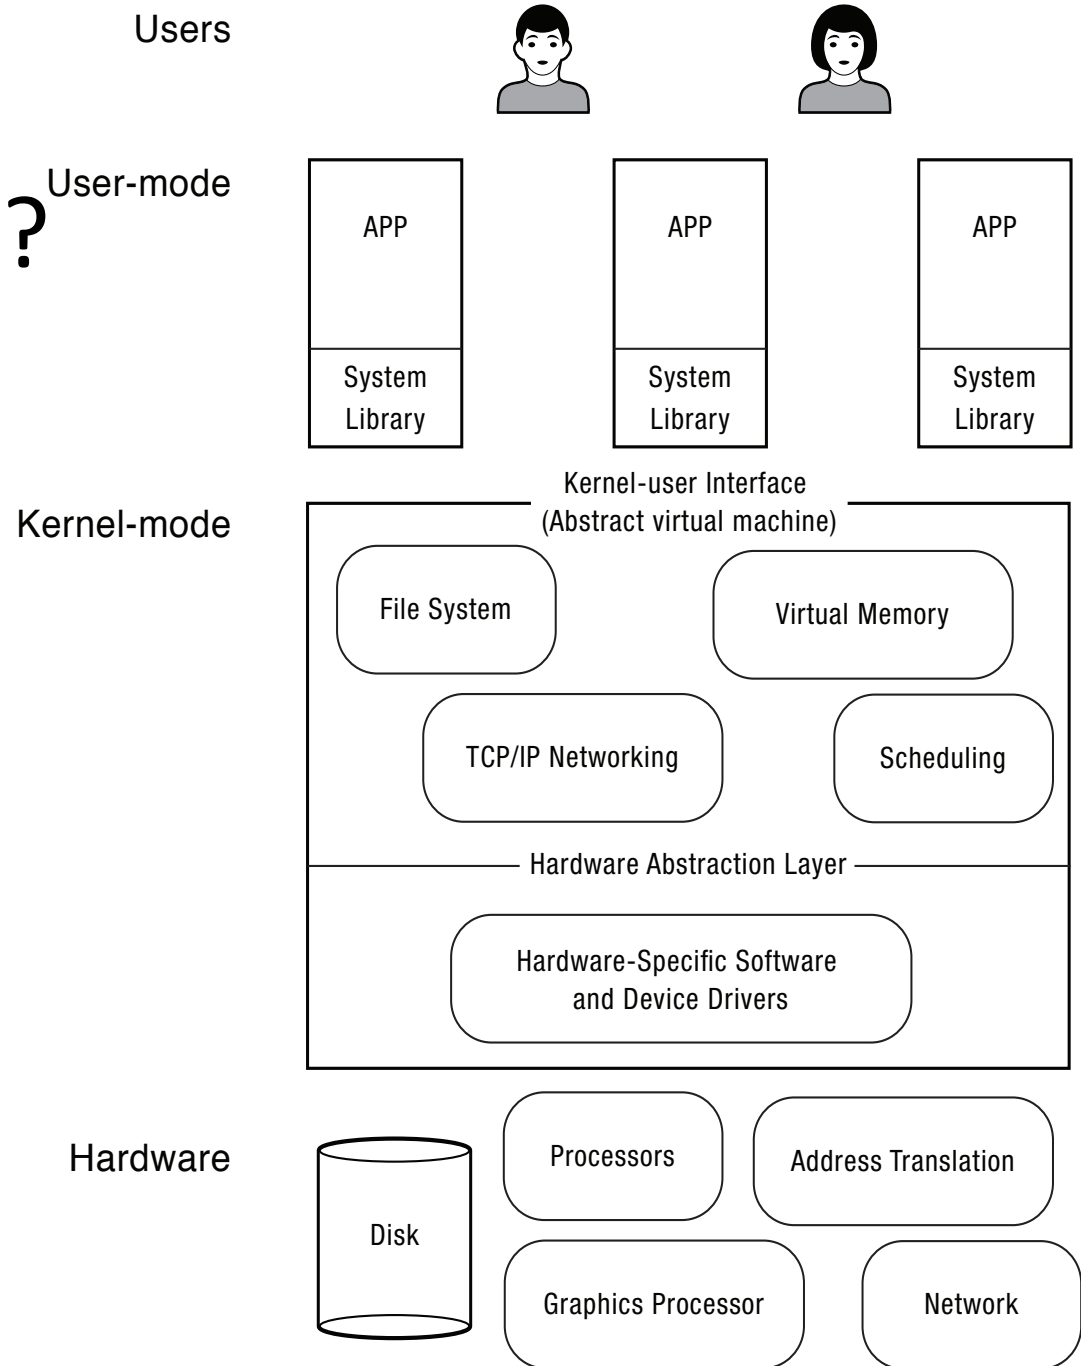 Users
User-mode
?
APP
APP
APP
System
Library
System
Library
System
Library
Kernel-user Interface
(Abstract virtual machine)
Kernel-mode
File System
Virtual Memory
TCP/IP Networking
Scheduling
Hardware Abstraction Layer
Hardware-Specific Software
and Device Drivers
Hardware
Processors
Address Translation
Disk
Graphics Processor
Network